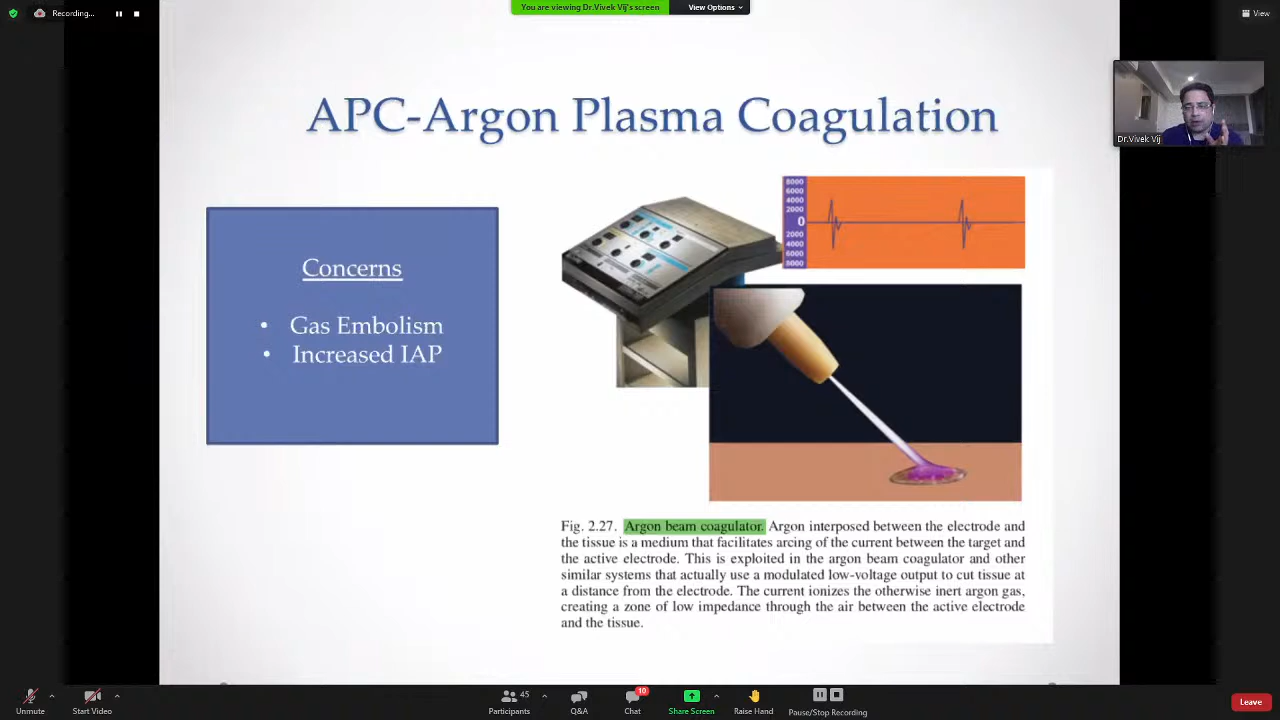 Recording...
You are viewing Dr.Vivek Vij's screen
View Options
View
APC-Argon Plasma Coagulation
Dr.Vivek Vij
Concerns
• Gas Embolism
• Increased IAP
8000
6000
4000
2000
0
2000
4000
6000
8000
Fig. 2.27. Argon beam coagulator. Argon interposed between the electrode and
the tissue is a medium that facilitates arcing of the current between the target and
the active electrode. This is exploited in the argon beam coagulator and other
similar systems that actually use a modulated low-voltage output to cut tissue at
a distance from the electrode. The current ionizes the otherwise inert argon gas,
creating a zone of low impedance through the air between the active electrode
and the tissue.
Unmute
Start Video
45
Participants
Q&A
10
Chat
Share Screen
Raise Hand
Pause/Stop Recording
Leave